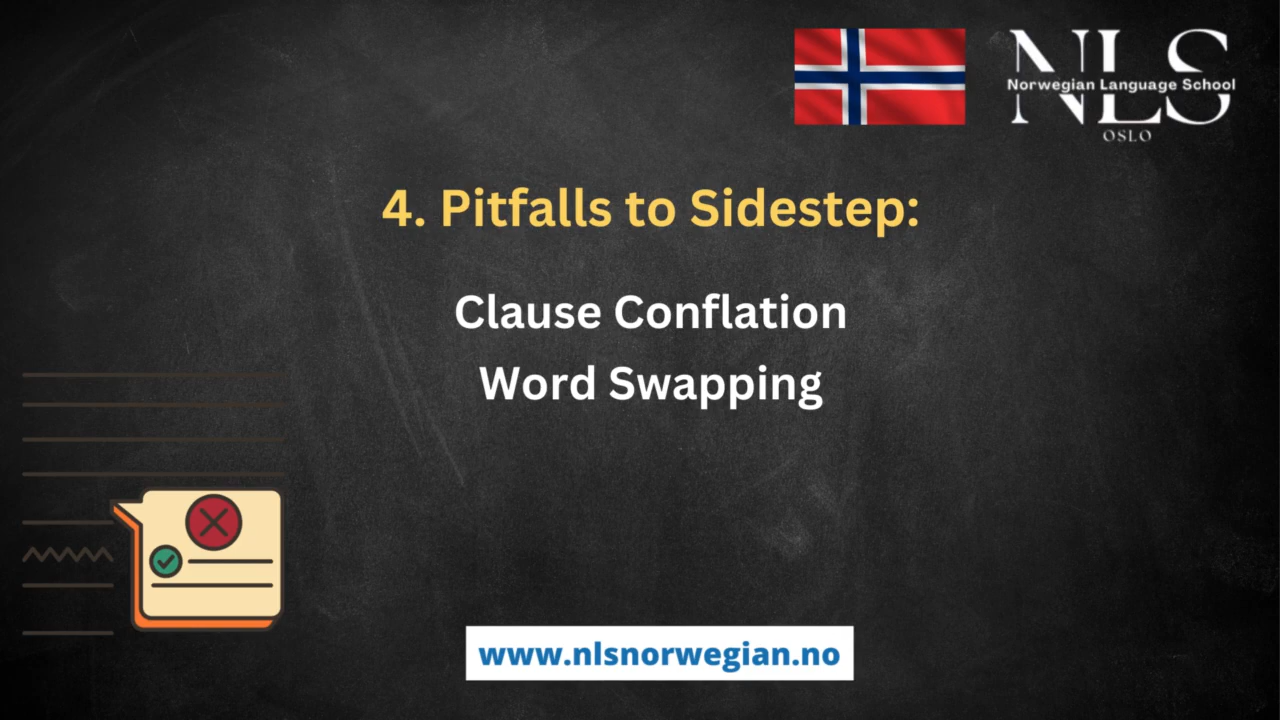 NLS
Norwegian Language School
OSLO
4. Pitfalls to Sidestep:
Clause Conflation
Word Swapping
www.nlsnorwegian.no